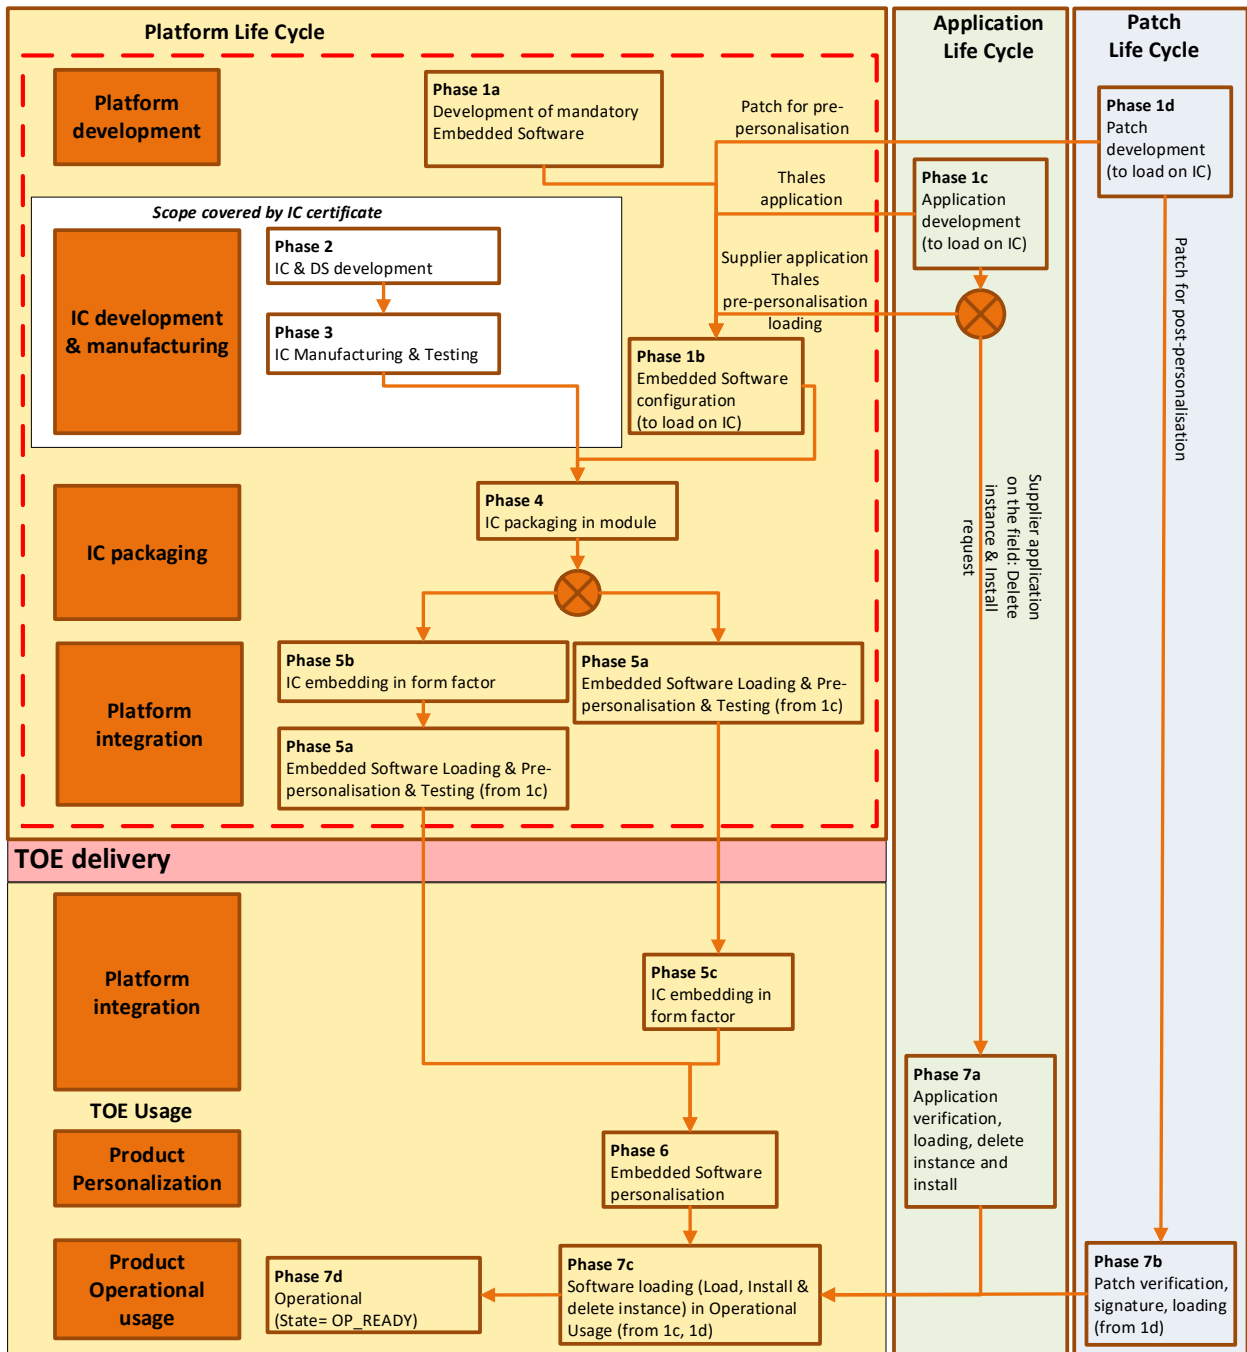 Platform Life Cycle
Application
Life Cycle
Patch
Life Cycle
Platform
development
Phase 1a
Development of mandatory
Embedded Software
Patch for pre-
personalisation
Phase 1d
Patch
development
(to load on IC)
Thales
application
Phase 1c
Application
development
(to load on IC)
Scope covered by IC certificate
IC development
& manufacturing
Phase 2
IC & DS development
Phase 3
IC Manufacturing & Testing
Supplier application
Thales
pre-personalisation
loading
Phase 1b
Embedded Software
configuration
(to load on IC)
Patch for post-personalisation
Supplier application
on the field: Delete
instance & Install
request
IC packaging
Phase 4
IC packaging in module
Platform
integration
Phase 5b
IC embedding in form factor
Phase 5a
Embedded Software Loading & Pre-
personalisation & Testing (from 1c)
Phase 5a
Embedded Software Loading & Pre-
personalisation & Testing (from 1c)
TOE delivery
Platform
integration
Phase 5c
IC embedding in
form factor
TOE Usage
Product
Personalization
Phase 6
Embedded Software
personalisation
Phase 7a
Application
verification,
loading, delete
instance and
install
Product
Operational
usage
Phase 7d
Operational
(State= OP_READY)
Phase 7c
Software loading (Load, Install &
delete instance) in Operational
Usage (from 1c, 1d)
Phase 7b
Patch verification,
signature, loading
(from 1d)